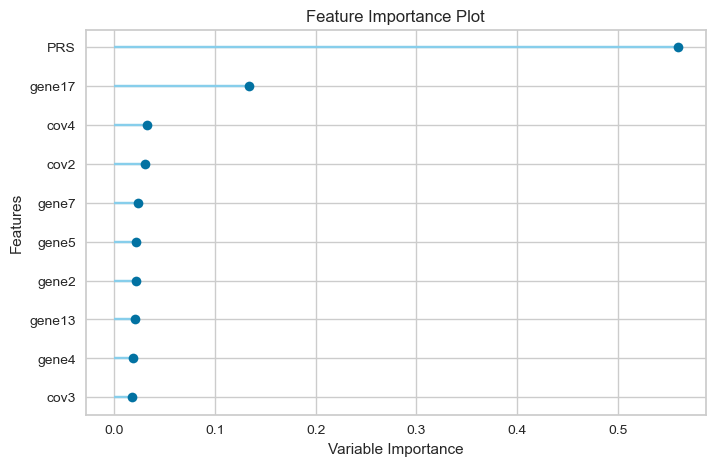 Feature Importance Plot
PRS
gene17
cov4
cov2
gene7
gene5
gene2
gene13
gene4
cov3
Features
0.0 0.1 0.2 0.3 0.4 0.5
Variable Importance